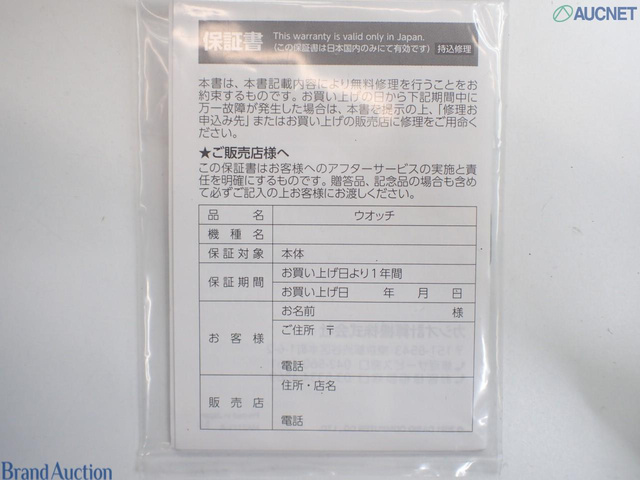 AUCNET
保証書
This warranty is valid only in Japan.
(この保証書は日本国内のみにて有効です)
持込修理
本書は、本書記載内容により無料修理を行うことをお
約束するものです。お買い上げの日から下記期間中に
万一故障が発生した場合は、本書を提示の上、「修理お
申込み先」またはお買い上げの販売店に修理をご用命く
ださい。
★ご販売店様へ
この保証書はお客様へのアフターサービスの実施と責
任を明確にするものです。贈答品、記念品の場合も含め
て必ずご記入の上お客様にお渡しください。
品名 ウオッチ
機種名
保証対象 本体
保証期間 お買い上げ日より1年間
お買い上げ日 年 月 日
お客様 お名前 様
ご住所 〒
電話
販売店 住所・店名
電話
Brand Auction